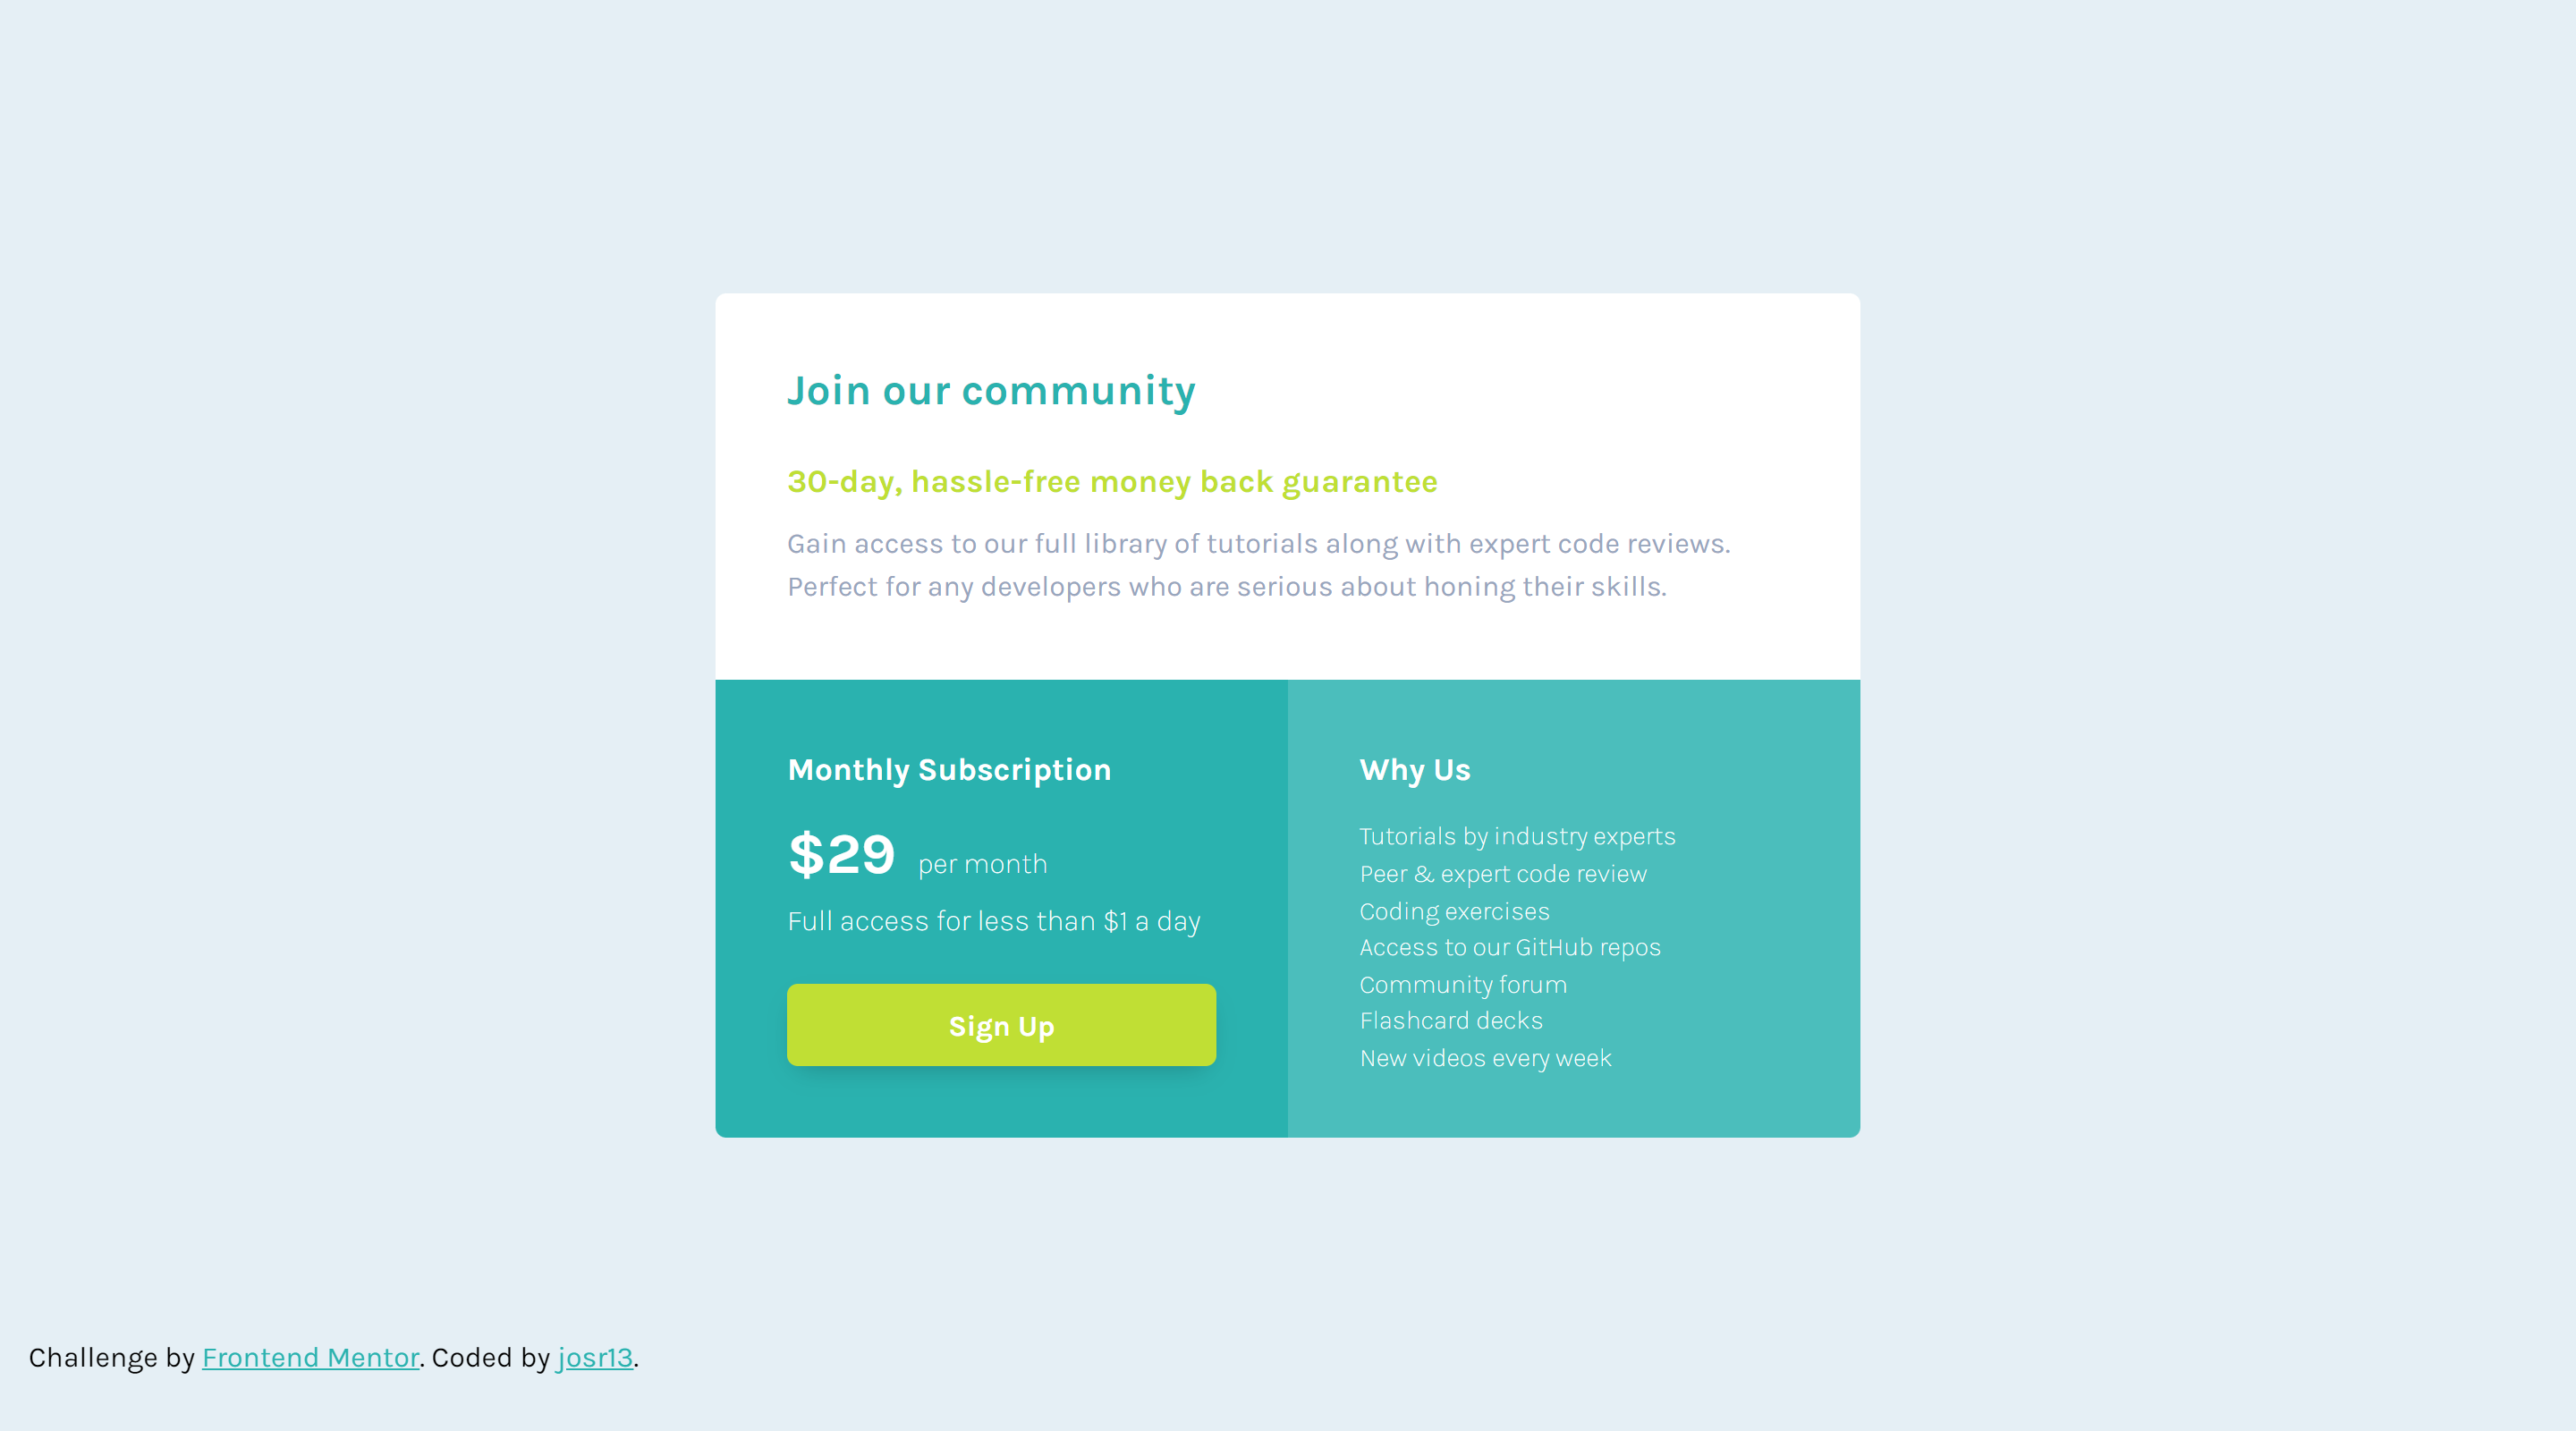 Join our community
30-day, hassle-free money back guarantee
Gain access to our full library of tutorials along with expert code reviews.
Perfect for any developers who are serious about honing their skills.
Monthly Subscription
$29 per month
Full access for less than $1 a day
Sign Up
Why Us
Tutorials by industry experts
Peer & expert code review
Coding exercises
Access to our GitHub repos
Community forum
Flashcard decks
New videos every week
Challenge by Frontend Mentor. Coded by josr13.